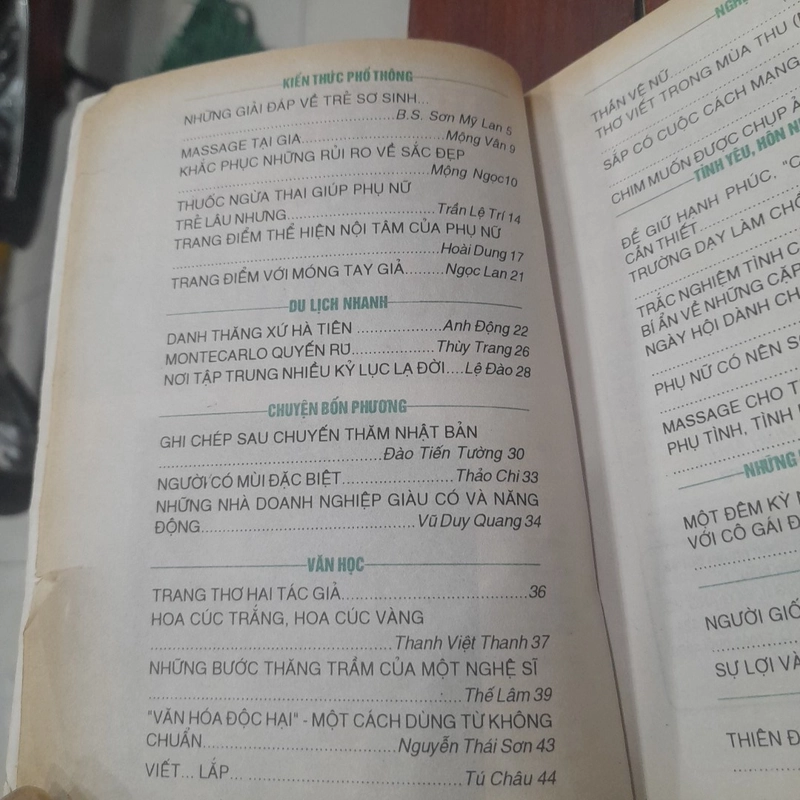 KIẾN THỨC PHỔ THÔNG
NHỮNG GIẢI ĐÁP VỀ TRẺ SƠ SINH...
B.S. Sơn Mỹ Lan 5
MASSAGE TẠI GIA Mộng Vân 9
KHẮC PHỤC NHỮNG RỦI RO VỀ SẮC ĐẸP
Mộng Ngọc 10
THUỐC NGỪA THAI GIÚP PHỤ NỮ
TRẺ LÂU NHƯNG Trần Lệ Trí 14
TRANG ĐIỂM THỂ HIỆN NỘI TÂM CỦA PHỤ NỮ
Hoài Dung 17
TRANG ĐIỂM VỚI MÓNG TAY GIẢ Ngọc Lan 21
DU LỊCH NHANH
DANH THẮNG XỨ HÀ TIÊN Anh Động 22
MONTECARLO QUYẾN RŨ Thùy Trang 26
NƠI TẬP TRUNG NHIỀU KỶ LỤC LẠ ĐỜI Lệ Đào 28
CHUYỆN BỐN PHƯƠNG
GHI CHÉP SAU CHUYẾN THĂM NHẬT BẢN
Đào Tiến Tường 30
NGƯỜI CÓ MÙI ĐẶC BIỆT Thảo Chi 33
NHỮNG NHÀ DOANH NGHIỆP GIÀU CÓ VÀ NĂNG
ĐỘNG Vũ Duy Quang 34
VĂN HỌC
TRANG THƠ HAI TÁC GIẢ 36
HOA CÚC TRẮNG, HOA CÚC VÀNG
Thanh Việt Thanh 37
NHỮNG BƯỚC THĂNG TRẦM CỦA MỘT NGHỆ SĨ
Thế Lâm 39
"VĂN HÓA ĐỘC HẠI" - MỘT CÁCH DÙNG TỪ KHÔNG
CHUẨN Nguyễn Thái Sơn 43
VIẾT... LẮP... Tú Châu 44
THẦN VỆ NỮ
THƠ VIẾT TRONG MÙA THU
SẮP CÓ CUỘC CÁCH MẠNG
CHIM MUỐN ĐƯỢC CHỤP
TÌNH YÊU, HÔN
ĐỂ GIỮ HẠNH PHÚC,
CẦN THIẾT
TRƯỜNG DẠY LÀM
TRẮC NGHIỆM TÌNH
BÍ ẨN VỀ NHỮNG CẶP
NGÀY HỘI DÀNH
PHỤ NỮ CÓ NÊN
MASSAGE CHO
PHỤ TÌNH, TÌNH
NHỮNG
MỘT ĐÊM KỲ
VỚI CÔ GÁI
NGƯỜI
SỰ LỢI VÀ
THIÊN